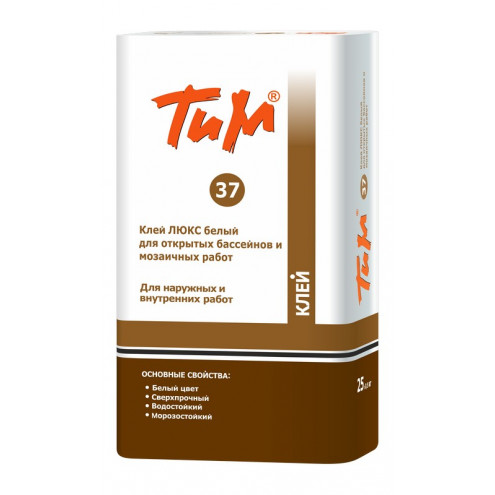 Тим®
37
Клей ЛЮКС белый
для открытых бассейнов и
мозаичных работ
Для наружных и
внутренних работ
КЛЕЙ
ОСНОВНЫЕ СВОЙСТВА:
• Белый цвет
• Сверхпрочный
• Водостойкий
• Морозостойкий
Тим®
37
25
кг